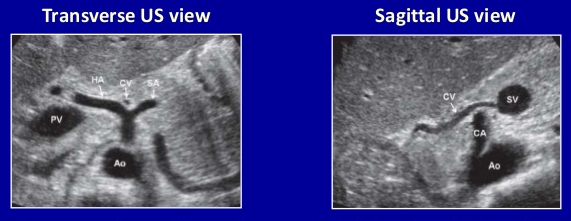 Transverse US view
Sagittal US view
HA CV SA
PV
Ao
CV
SV
CA
Ao